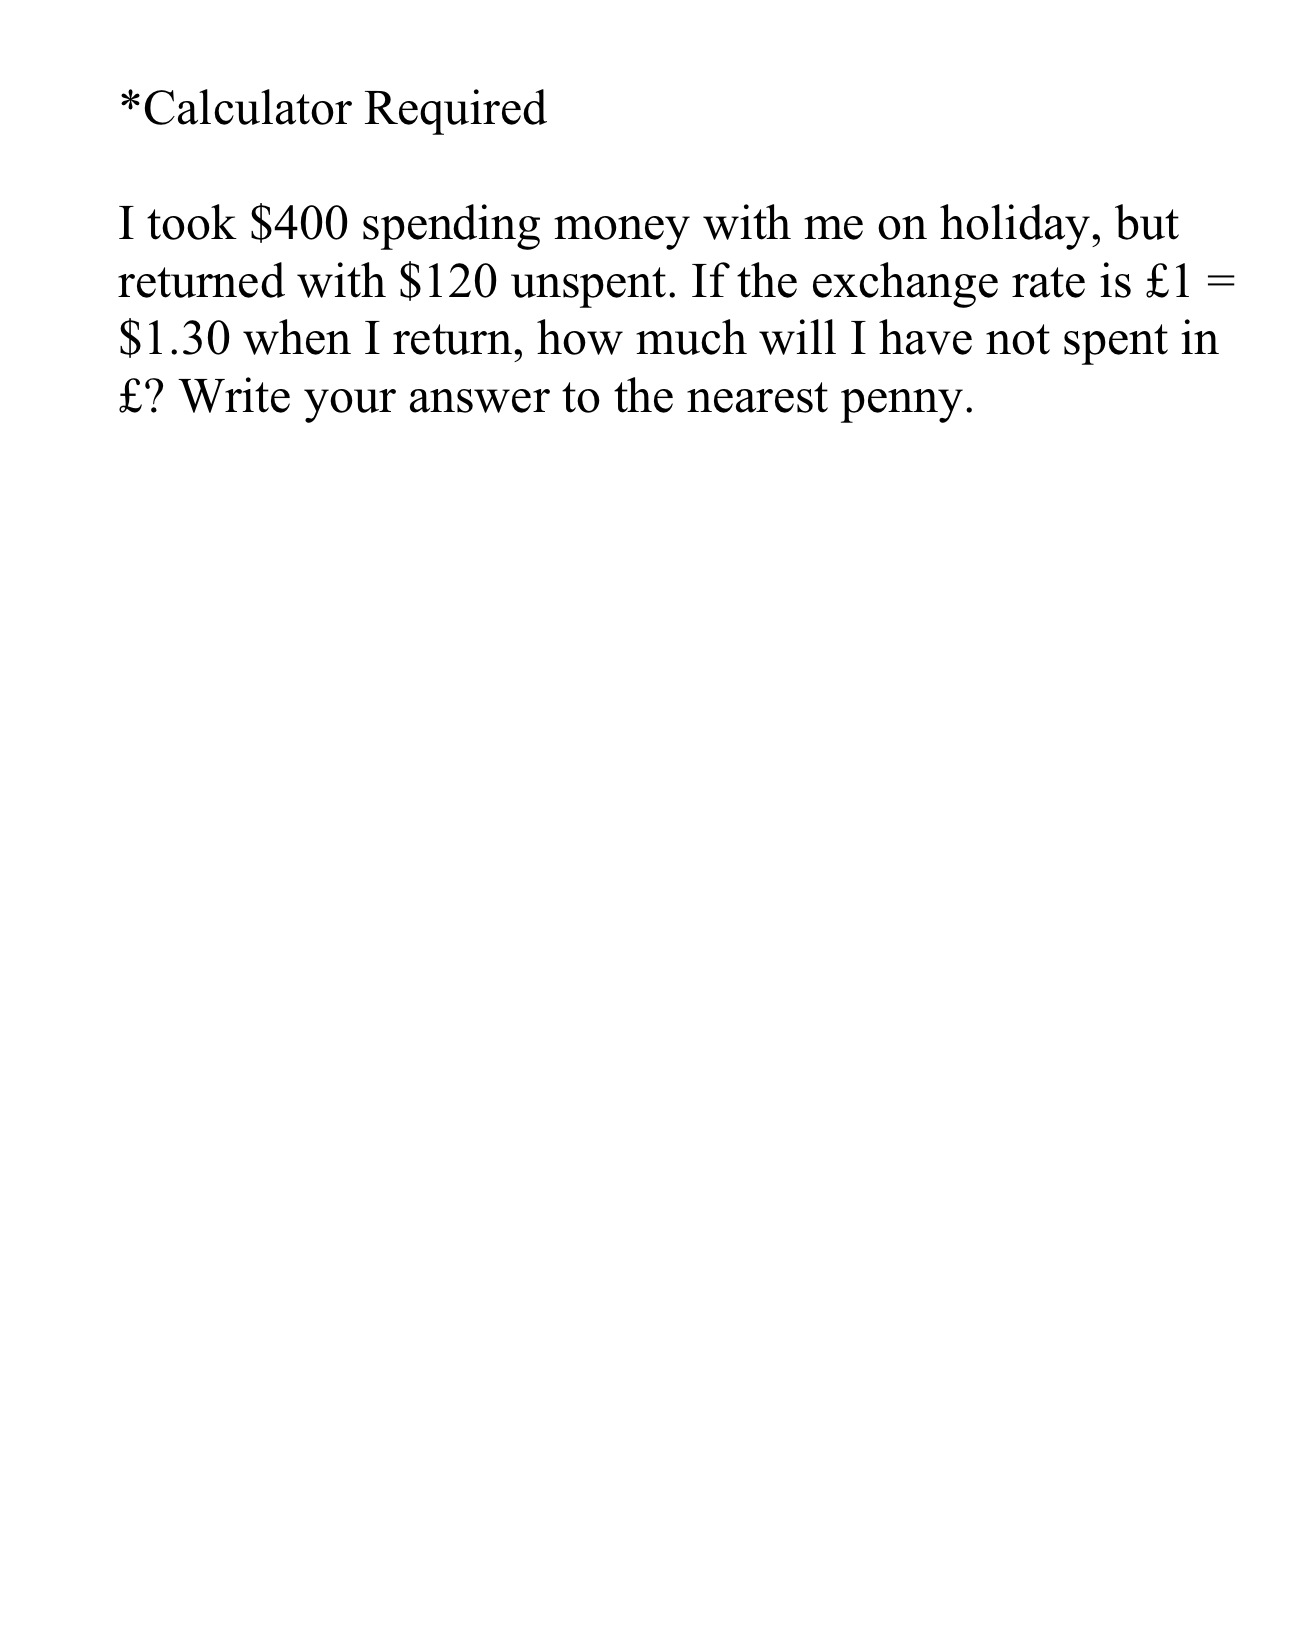 *Calculator Required
I took $400 spending money with me on holiday, but
returned with $120 unspent. If the exchange rate is £1 =
$1.30 when I return, how much will I have not spent in
£? Write your answer to the nearest penny.